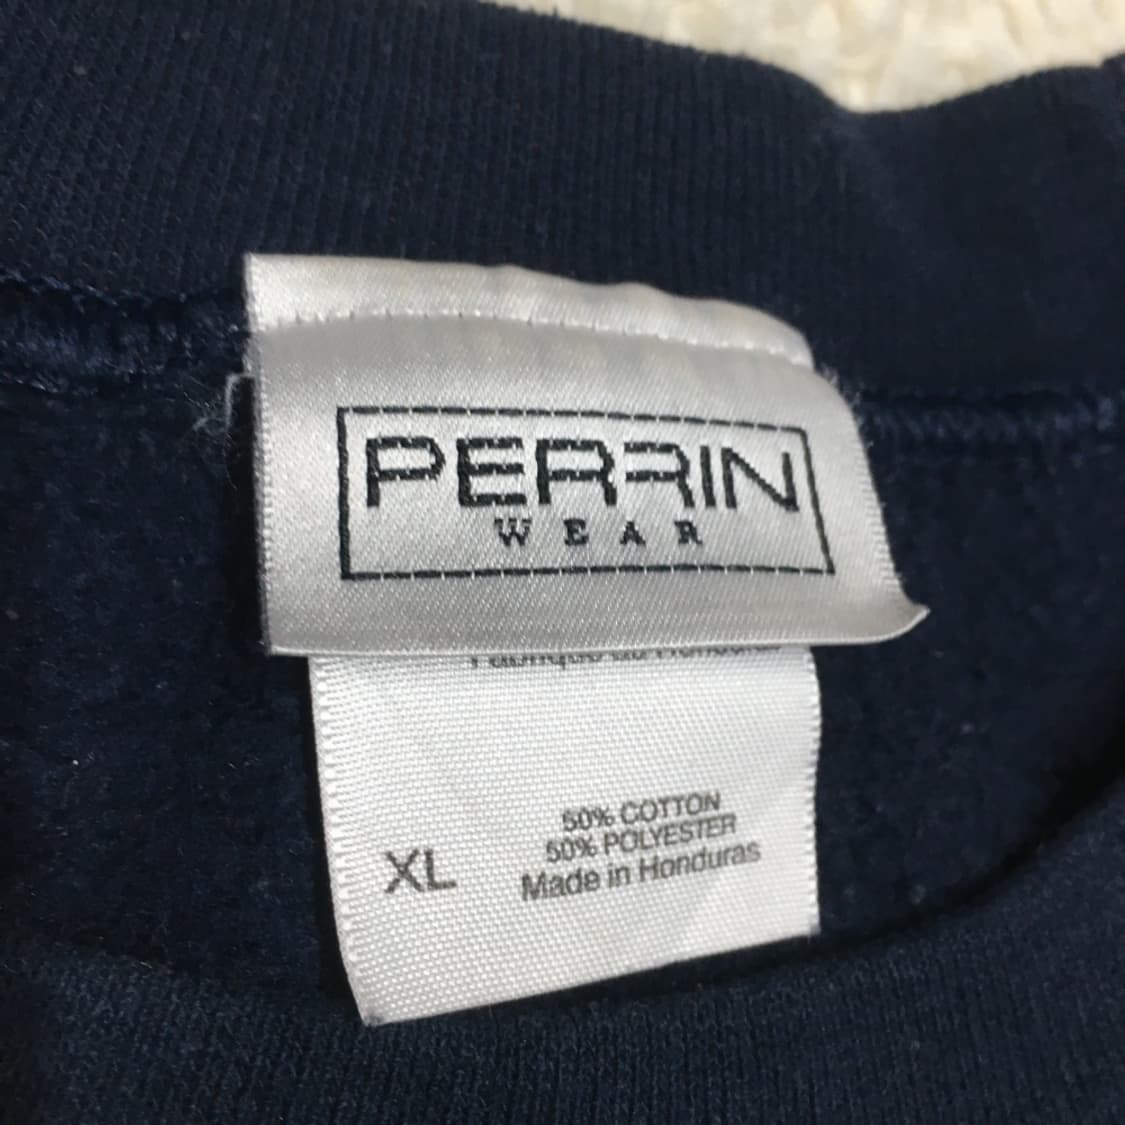 PERRIN
WEAR
XL
50% COTTON
50% POLYESTER
Made in Honduras